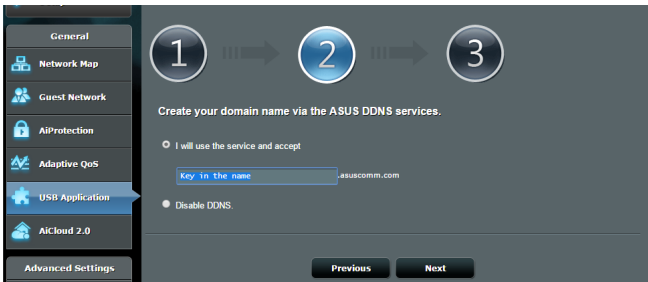 General
Network Map
Guest Network
AiProtection
Adaptive QoS
USB Application
AiCloud 2.0
Advanced Settings
1
2
3
Create your domain name via the ASUS DDNS services.
I will use the service and accept
Key in the name .asuscomm.com
Disable DDNS.
Previous Next